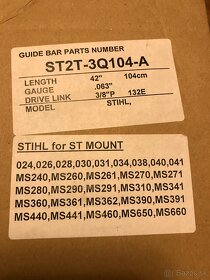 GUIDE BAR PARTS NUMBER
ST2T-3Q104-A
LENGTH 42" 104cm
GAUGE .063"
DRIVE LINK 3/8"P 132E
MODEL STIHL,
STIHL for ST MOUNT
024,026,028,030,031,034,038,040,041
MS240,MS260,MS261,MS270,MS271
MS280,MS290,MS291,MS310,MS341
MS360,MS361,MS362,MS390,MS391
MS440,MS441,MS460,MS650,MS660